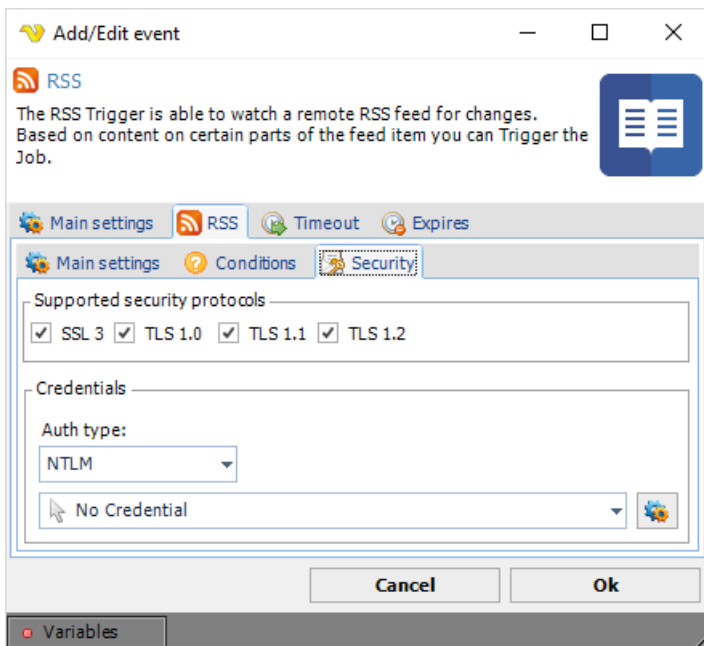 Add/Edit event
RSS
The RSS Trigger is able to watch a remote RSS feed for changes.
Based on content on certain parts of the feed item you can Trigger the
Job.
Main settings RSS Timeout Expires
Main settings Conditions Security
Supported security protocols
SSL 3 TLS 1.0 TLS 1.1 TLS 1.2
Credentials
Auth type:
NTLM
No Credential
Cancel Ok
Variables